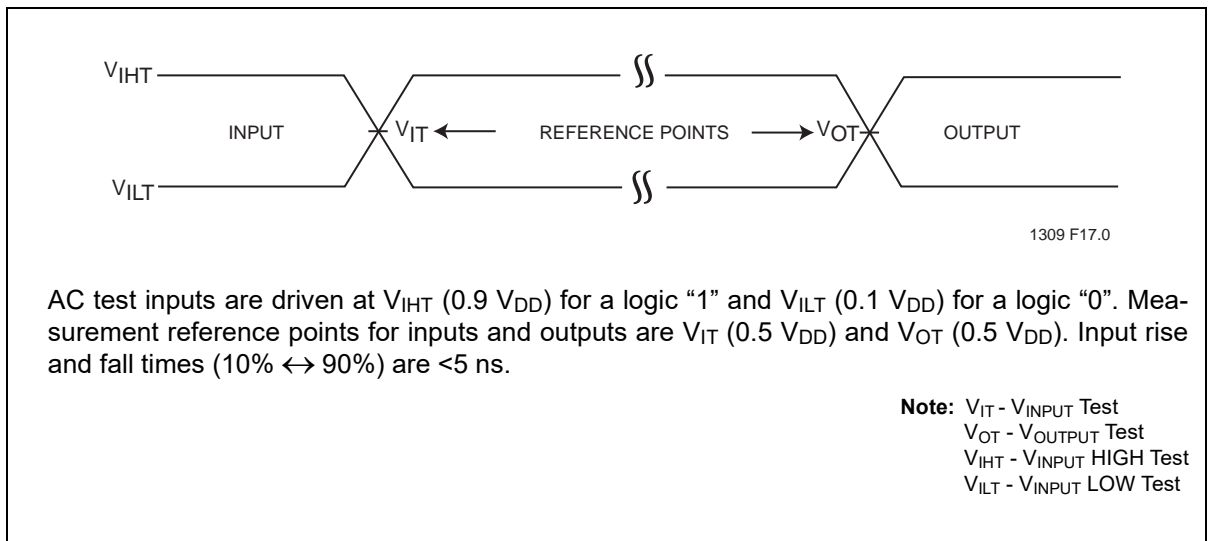 VIHT
INPUT VIT REFERENCE POINTS VOT OUTPUT
VILT
1309 F17.0
AC test inputs are driven at VIHT (0.9 VDD) for a logic “1” and VILT (0.1 VDD) for a logic “0”. Mea-
surement reference points for inputs and outputs are VIT (0.5 VDD) and VOT (0.5 VDD). Input rise
and fall times (10% ↔ 90%) are <5 ns.
Note: VIT - VINPUT Test
VOT - VOUTPUT Test
VIHT - VINPUT HIGH Test
VILT - VINPUT LOW Test